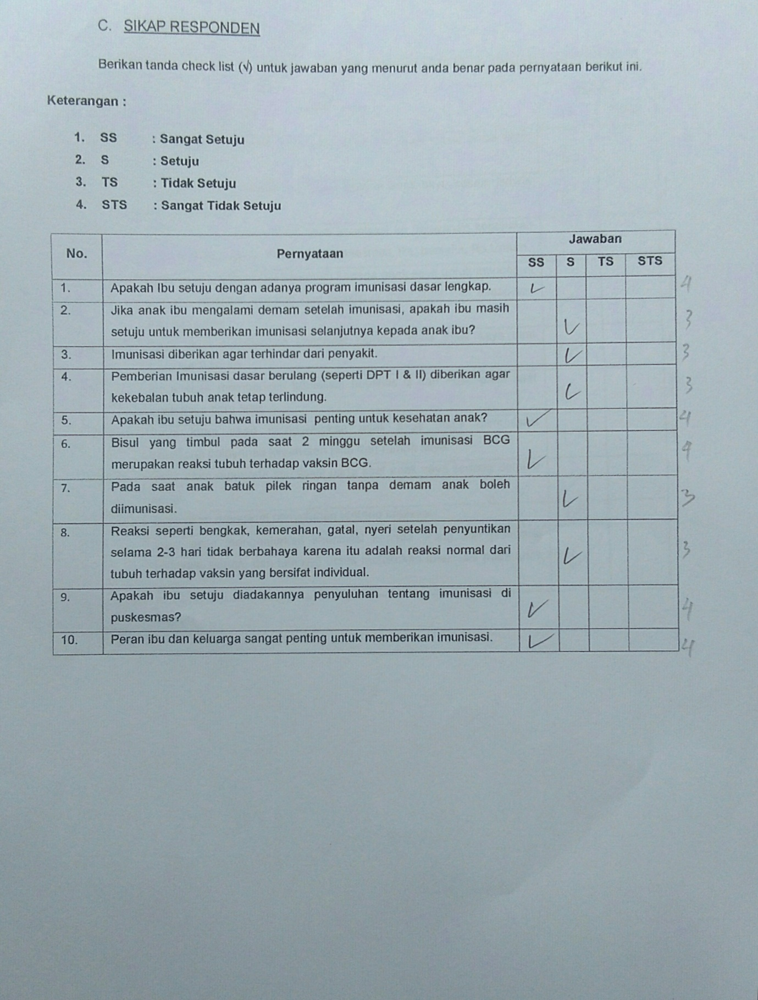 C. SIKAP RESPONDEN
Berikan tanda check list (√) untuk jawaban yang menurut anda benar pada pernyataan berikut ini.
Keterangan :
1. SS : Sangat Setuju
2. S : Setuju
3. TS : Tidak Setuju
4. STS : Sangat Tidak Setuju
No. Pernyataan Jawaban
SS S TS STS
1. Apakah Ibu setuju dengan adanya program imunisasi dasar lengkap. ✓ 4
2. Jika anak ibu mengalami demam setelah imunisasi, apakah ibu masih
setuju untuk memberikan imunisasi selanjutnya kepada anak ibu? ✓ 3
3. Imunisasi diberikan agar terhindar dari penyakit. ✓ 3
4. Pemberian Imunisasi dasar berulang (seperti DPT I & II) diberikan agar
kekebalan tubuh anak tetap terlindung. ✓ 3
5. Apakah ibu setuju bahwa imunisasi penting untuk kesehatan anak? ✓ 4
6. Bisul yang timbul pada saat 2 minggu setelah imunisasi BCG
merupakan reaksi tubuh terhadap vaksin BCG. ✓ 4
7. Pada saat anak batuk pilek ringan tanpa demam anak boleh
diimunisasi. ✓ 3
8. Reaksi seperti bengkak, kemerahan, gatal, nyeri setelah penyuntikan
selama 2-3 hari tidak berbahaya karena itu adalah reaksi normal dari
tubuh terhadap vaksin yang bersifat individual. ✓ 3
9. Apakah ibu setuju diadakannya penyuluhan tentang imunisasi di
puskesmas? ✓ 4
10. Peran ibu dan keluarga sangat penting untuk memberikan imunisasi. ✓ 4